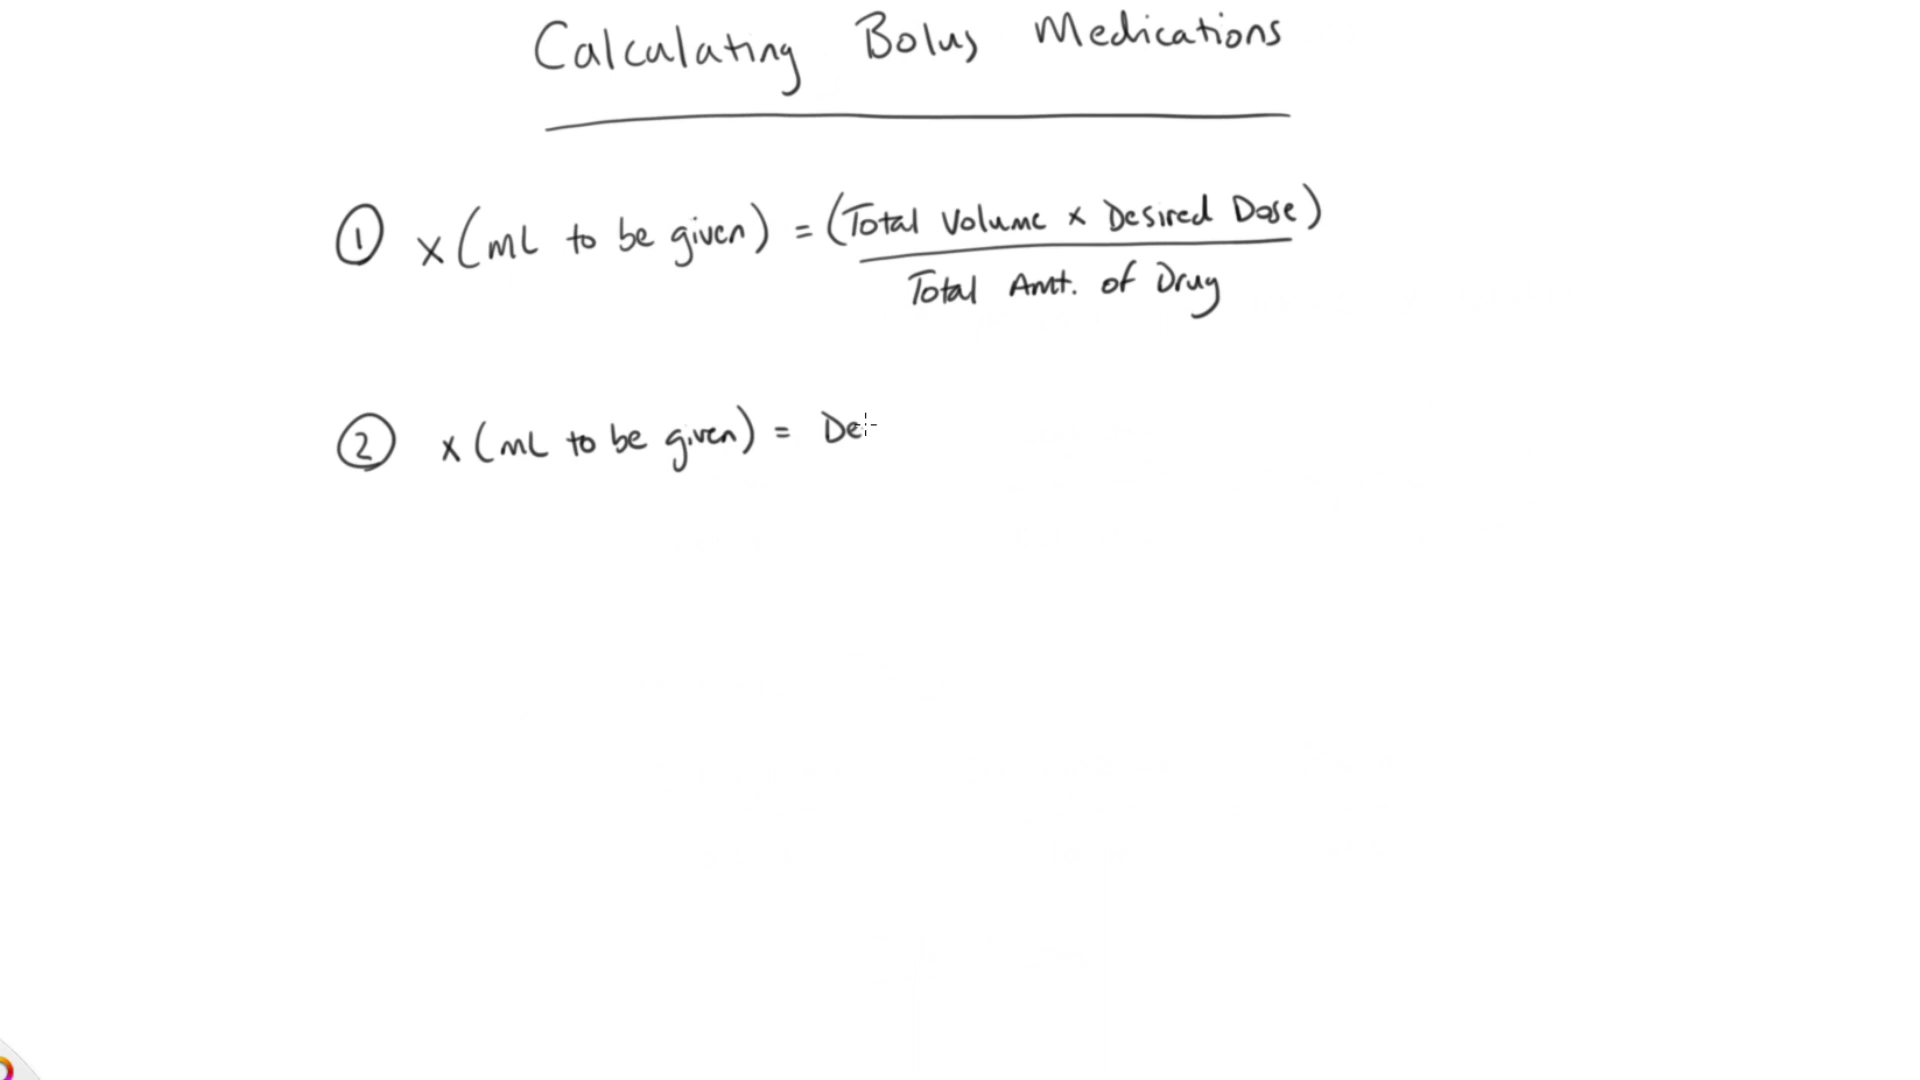 Calculating Bolus Medications
① x (mL to be given) = (Total Volume x Desired Dose)
Total Amt. of Drug
② x (mL to be given) = De